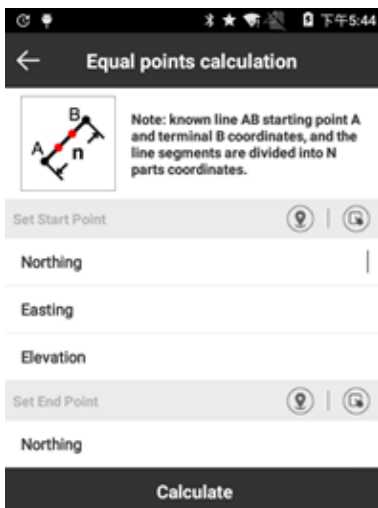 下午5:44
Equal points calculation
B
A
n
Note: known line AB starting point A
and terminal B coordinates, and the
line segments are divided into N
parts coordinates.
Set Start Point
Northing
Easting
Elevation
Set End Point
Northing
Calculate